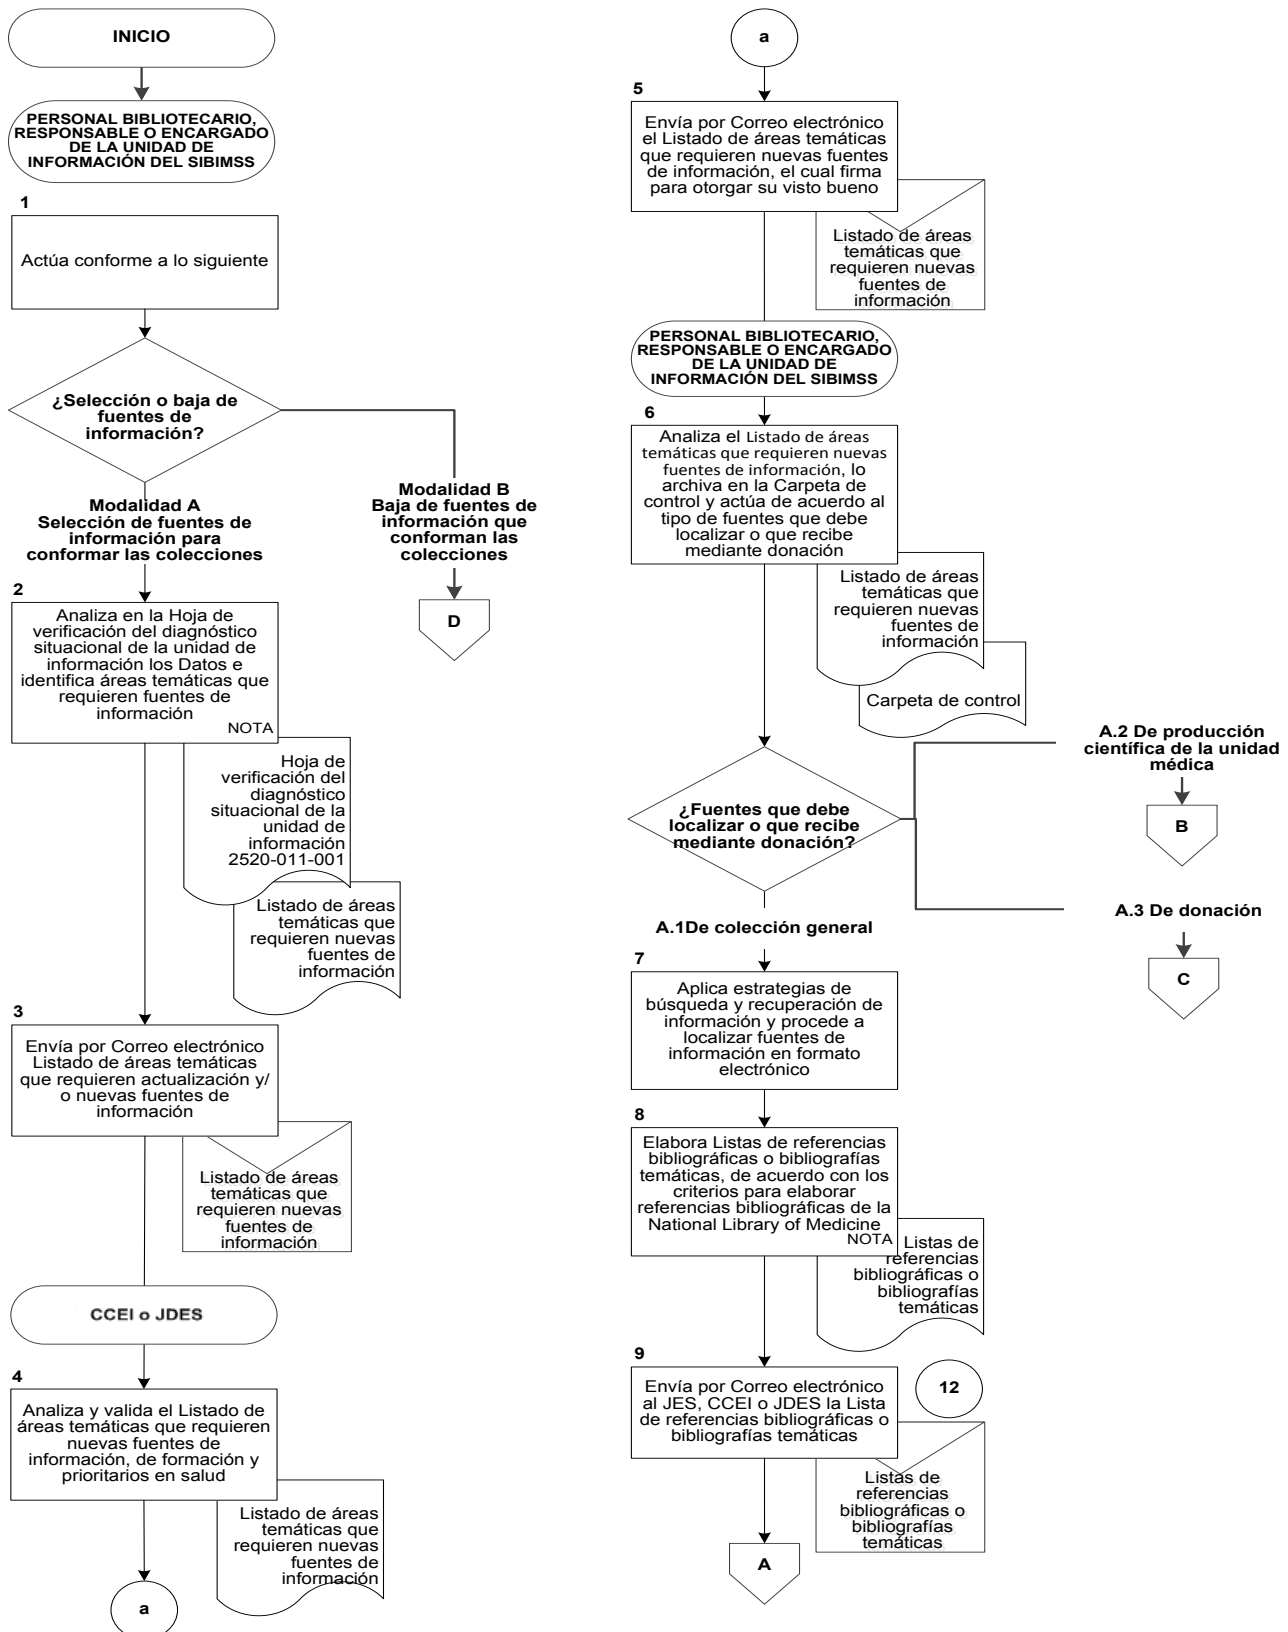 INICIO
PERSONAL BIBLIOTECARIO,
RESPONSABLE O ENCARGADO
DE LA UNIDAD DE
INFORMACIÓN DEL SIBIMSS
1
Actúa conforme a lo siguiente
¿Selección o baja de
fuentes de
información?
Modalidad A
Selección de fuentes de
información para
conformar las colecciones
Modalidad B
Baja de fuentes de
información que
conforman las
colecciones
D
2
Analiza en la Hoja de
verificación del diagnóstico
situacional de la unidad de
información los Datos e
identifica áreas temáticas que
requieren fuentes de
información
NOTA
Hoja de
verificación del
diagnóstico
situacional de la
unidad de
información
2520-011-001
Listado de áreas
temáticas que
requieren nuevas
fuentes de
información
3
Envía por Correo electrónico
Listado de áreas temáticas
que requieren actualización y/
o nuevas fuentes de
información
Listado de áreas
temáticas que
requieren nuevas
fuentes de
información
CCEI o JDES
4
Analiza y valida el Listado de
áreas temáticas que requieren
nuevas fuentes de
información, de formación y
prioritarios en salud
Listado de áreas
temáticas que
requieren nuevas
fuentes de
información
a
a
5
Envía por Correo electrónico
el Listado de áreas temáticas
que requieren nuevas fuentes
de información, el cual firma
para otorgar su visto bueno
Listado de áreas
temáticas que
requieren nuevas
fuentes de
información
PERSONAL BIBLIOTECARIO,
RESPONSABLE O ENCARGADO
DE LA UNIDAD DE
INFORMACIÓN DEL SIBIMSS
6
Analiza el Listado de áreas
temáticas que requieren nuevas
fuentes de información, lo
archiva en la Carpeta de
control y actúa de acuerdo al
tipo de fuentes que debe
localizar o que recibe
mediante donación
Listado de áreas
temáticas que
requieren nuevas
fuentes de
información
Carpeta de control
¿Fuentes que debe
localizar o que recibe
mediante donación?
A.2 De producción
científica de la unidad
médica
B
A.3 De donación
C
A.1De colección general
7
Aplica estrategias de
búsqueda y recuperación de
información y procede a
localizar fuentes de
información en formato
electrónico
8
Elabora Listas de referencias
bibliográficas o bibliografías
temáticas, de acuerdo con los
criterios para elaborar
referencias bibliográficas de la
National Library of Medicine
NOTA
Listas de
referencias
bibliográficas o
bibliografías
temáticas
9
Envía por Correo electrónico
al JES, CCEI o JDES la Lista
de referencias bibliográficas o
bibliografías temáticas
12
Listas de
referencias
bibliográficas o
bibliografías
temáticas
A